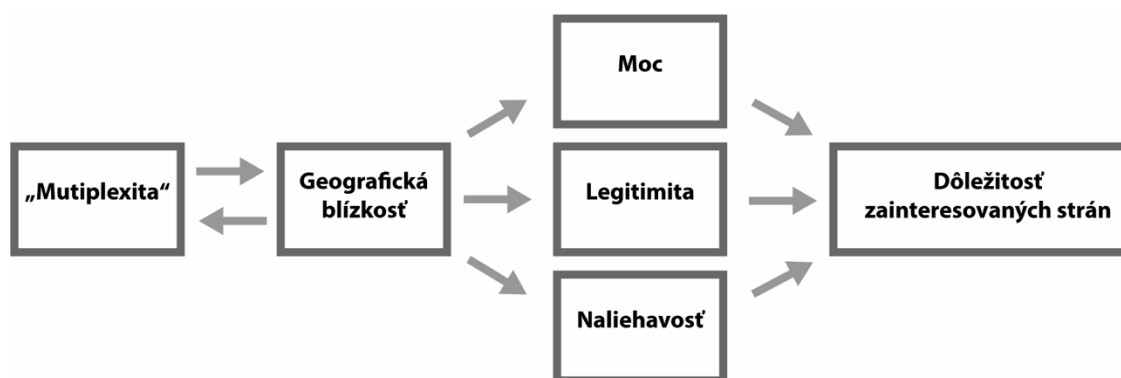 „Mutiplexita“
Geografická
blízkosť
Moc
Legitimita
Naliehavosť
Dôležitosť
zainteresovaných strán